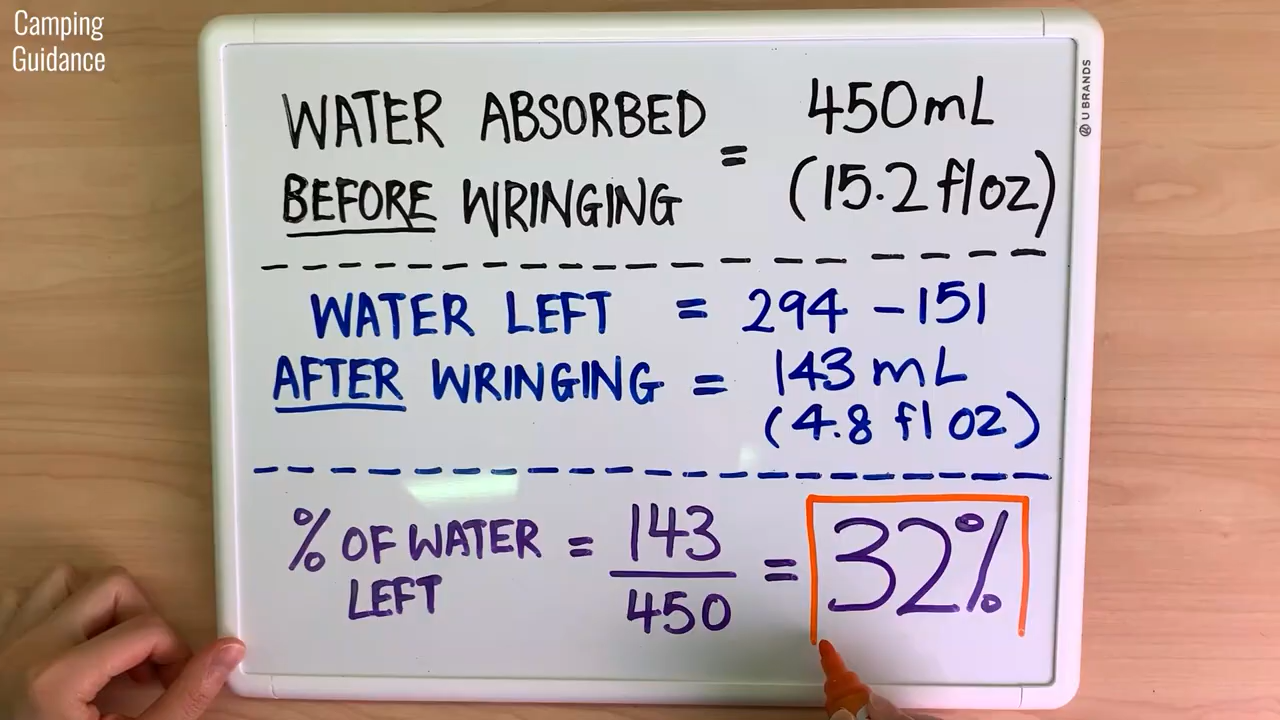 Camping
Guidance
U BRANDS
WATER ABSORBED
BEFORE WRINGING
= 450mL
(15.2 fl oz)
WATER LEFT = 294 - 151
AFTER WRINGING = 143 mL
(4.8 fl oz)
% OF WATER
LEFT
= 143
450
= 32%